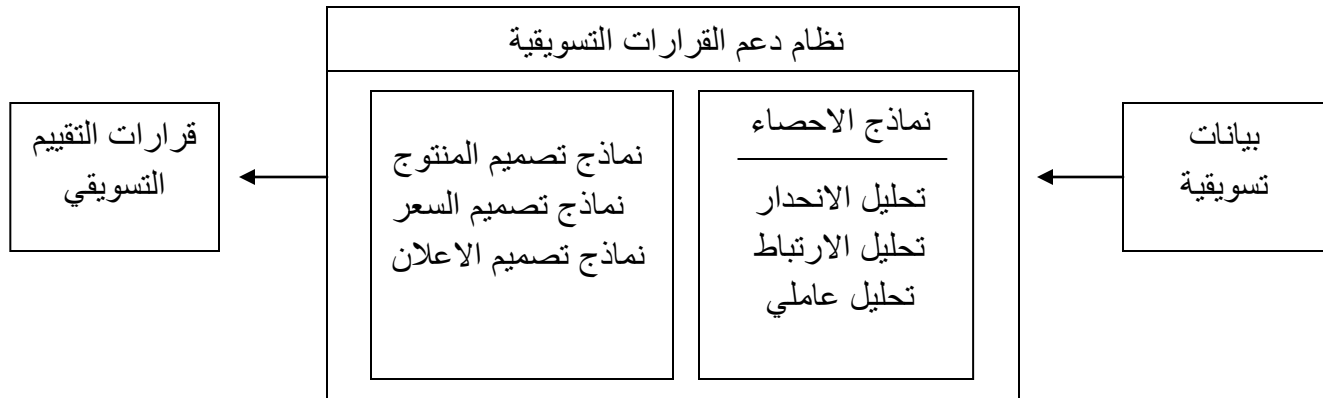 نظام دعم القرارات التسويقية
بيانات
تسويقية
نماذج الاحصاء
تحليل الانحدار
تحليل الارتباط
تحليل عاملي
نماذج تصميم المنتوج
نماذج تصميم السعر
نماذج تصميم الاعلان
قرارات التقييم
التسويقي